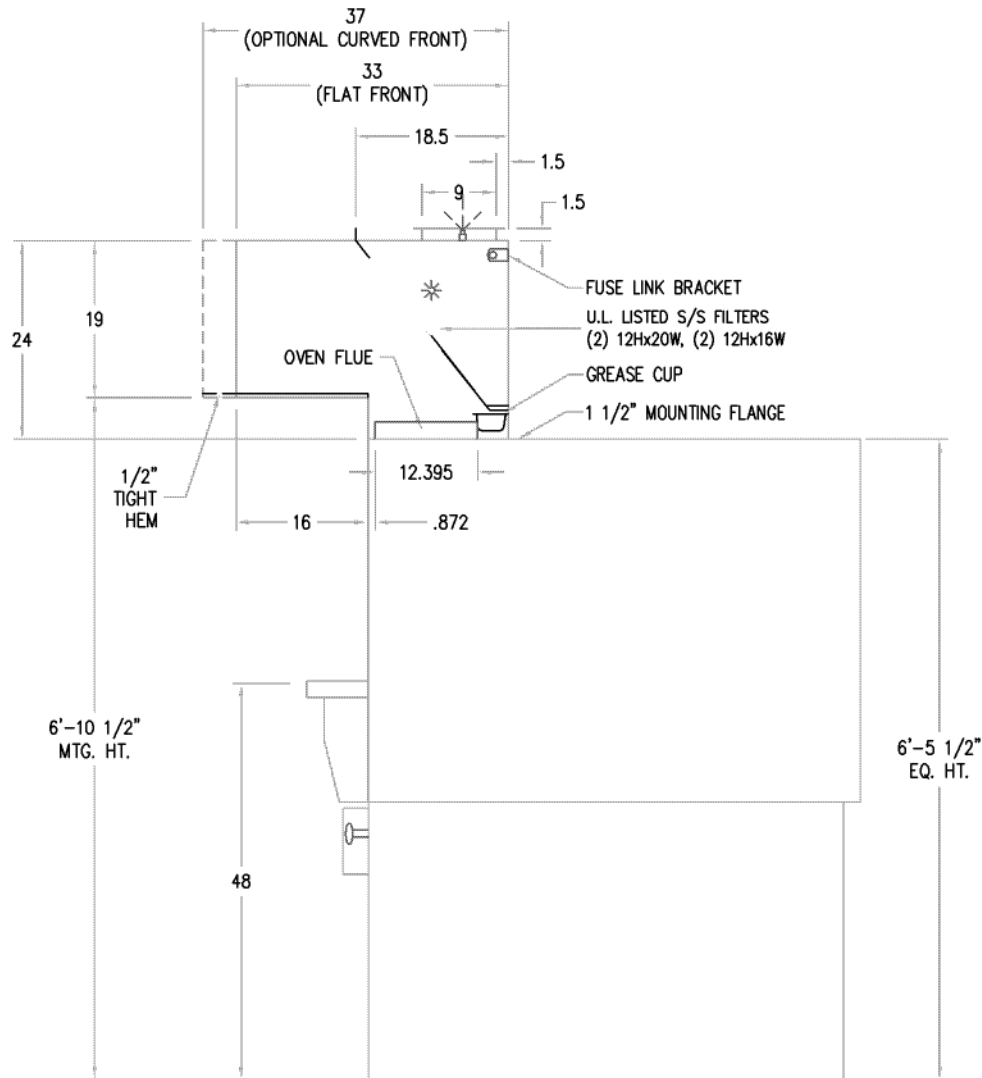 37
(OPTIONAL CURVED FRONT)
33
(FLAT FRONT)
18.5
1.5
9
1.5
FUSE LINK BRACKET
U.L. LISTED S/S FILTERS
(2) 12Hx20W, (2) 12Hx16W
19
24
OVEN FLUE
GREASE CUP
1 1/2" MOUNTING FLANGE
1/2"
TIGHT
HEM
12.395
16
.872
6'-10 1/2"
MTG. HT.
6'-5 1/2"
EQ. HT.
48